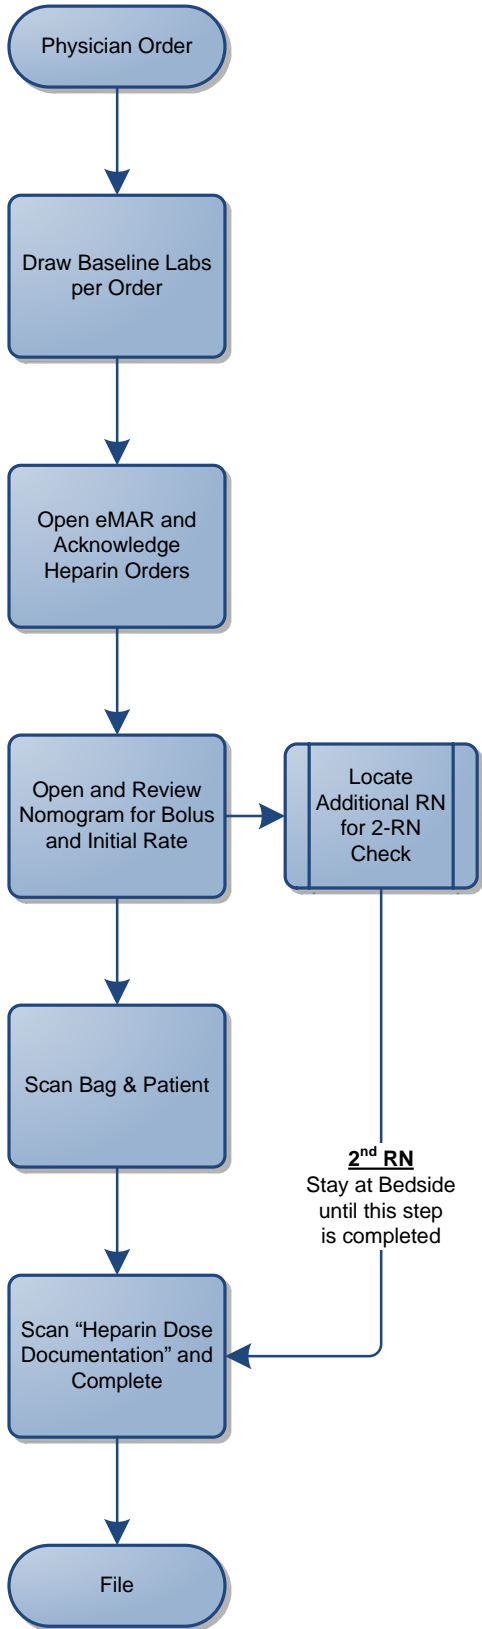 Physician Order
Draw Baseline Labs
per Order
Open eMAR and
Acknowledge
Heparin Orders
Open and Review
Nomogram for Bolus
and Initial Rate
Locate
Additional RN
for 2-RN
Check
Scan Bag & Patient
2nd RN
Stay at Bedside
until this step
is completed
Scan “Heparin Dose
Documentation” and
Complete
File